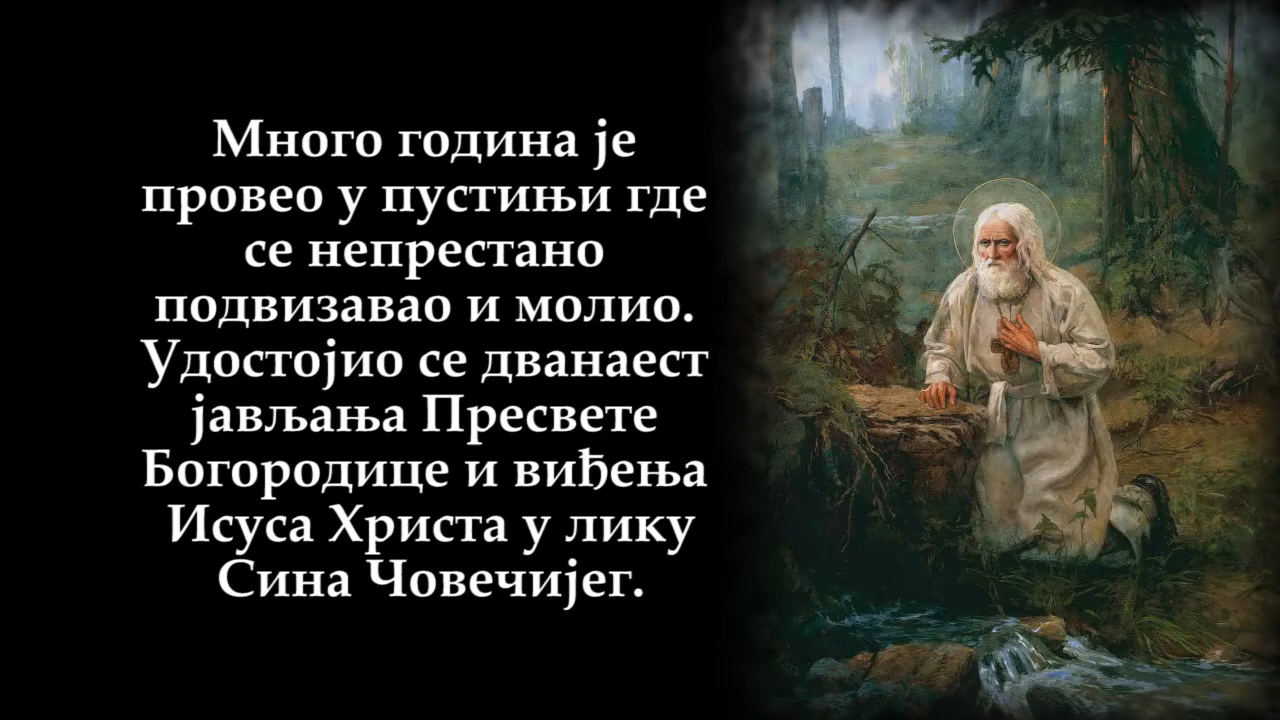 Много година је
провео у пустињи где
се непрестано
подвизавао и молио.
Удостојио се дванаест
јављања Пресвете
Богородице и виђења
Исуса Христа у лику
Сина Човечијег.